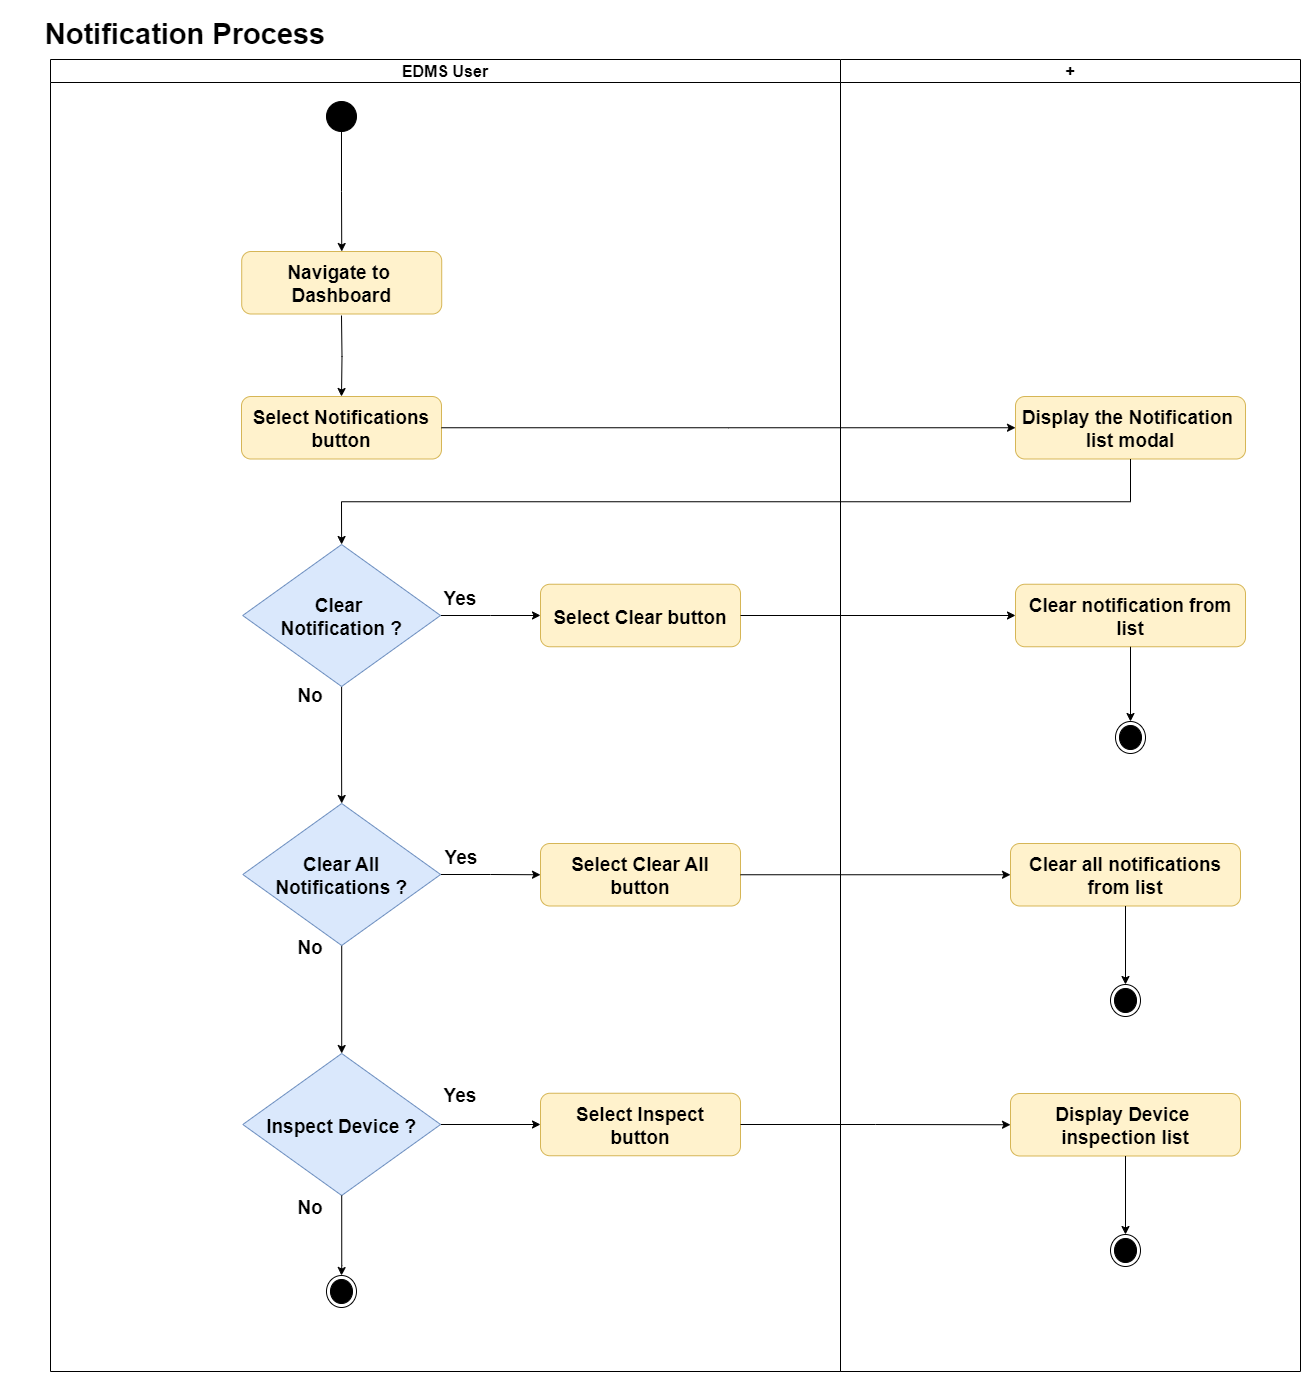 Notification Process
EDMS User
+
Navigate to
Dashboard
Select Notifications
button
Display the Notification
list modal
Clear
Notification ?
Yes
Select Clear button
Clear notification from
list
No
Clear All
Notifications ?
Yes
Select Clear All
button
Clear all notifications
from list
No
Inspect Device ?
Yes
Select Inspect
button
Display Device
inspection list
No